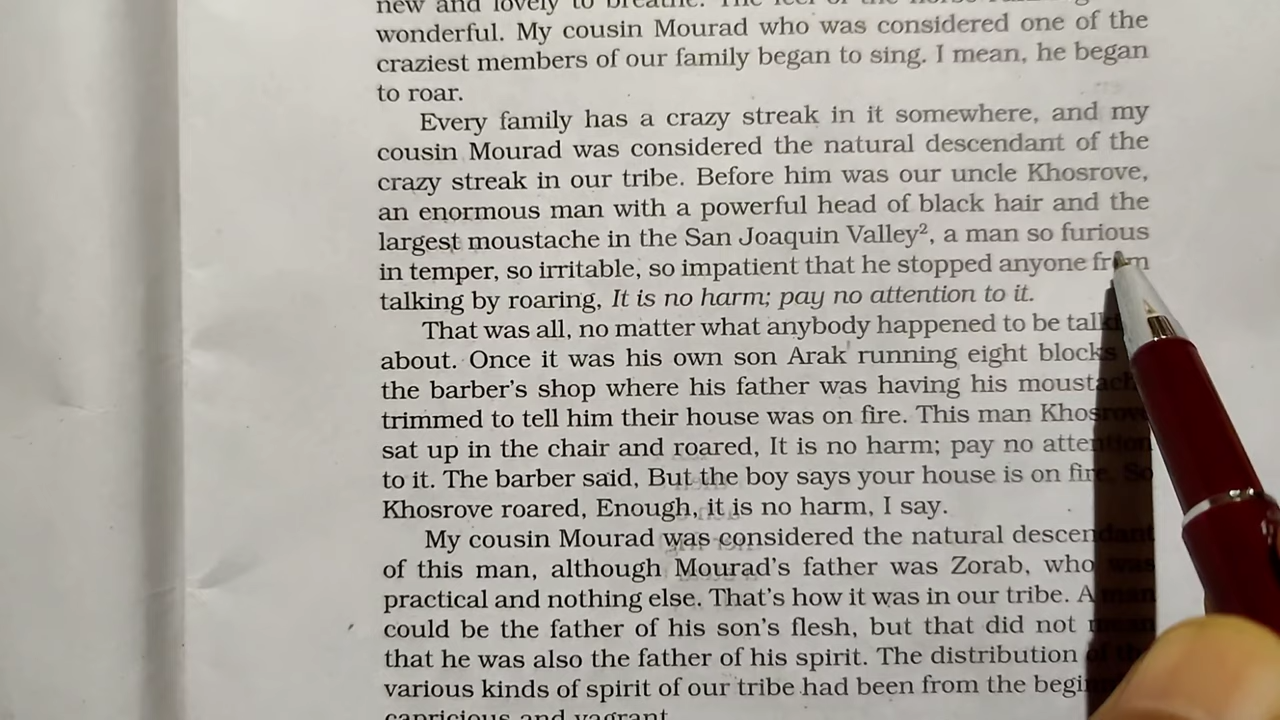 new and lovely to breathe. The feel of the horse running
wonderful. My cousin Mourad who was considered one of the
craziest members of our family began to sing. I mean, he began
to roar.
Every family has a crazy streak in it somewhere, and my
cousin Mourad was considered the natural descendant of the
crazy streak in our tribe. Before him was our uncle Khosrove,
an enormous man with a powerful head of black hair and the
largest moustache in the San Joaquin Valley², a man so furious
in temper, so irritable, so impatient that he stopped anyone from
talking by roaring, It is no harm; pay no attention to it.
That was all, no matter what anybody happened to be
about. Once it was his own son Arak running eight blocks
the barber's shop where his father was having his moustach
trimmed to tell him their house was on fire. This man Khosrove
sat up in the chair and roared, It is no harm; pay no attention
to it. The barber said, But the boy says your house is on fire. So
Khosrove roared, Enough, it is no harm, I say.
My cousin Mourad was considered the natural descendant
of this man, although Mourad's father was Zorab, who was
practical and nothing else. That's how it was in our tribe. A man
could be the father of his son's flesh, but that did not mean
that he was also the father of his spirit. The distribution of the
various kinds of spirit of our tribe had been from the
capricious and vagrant.